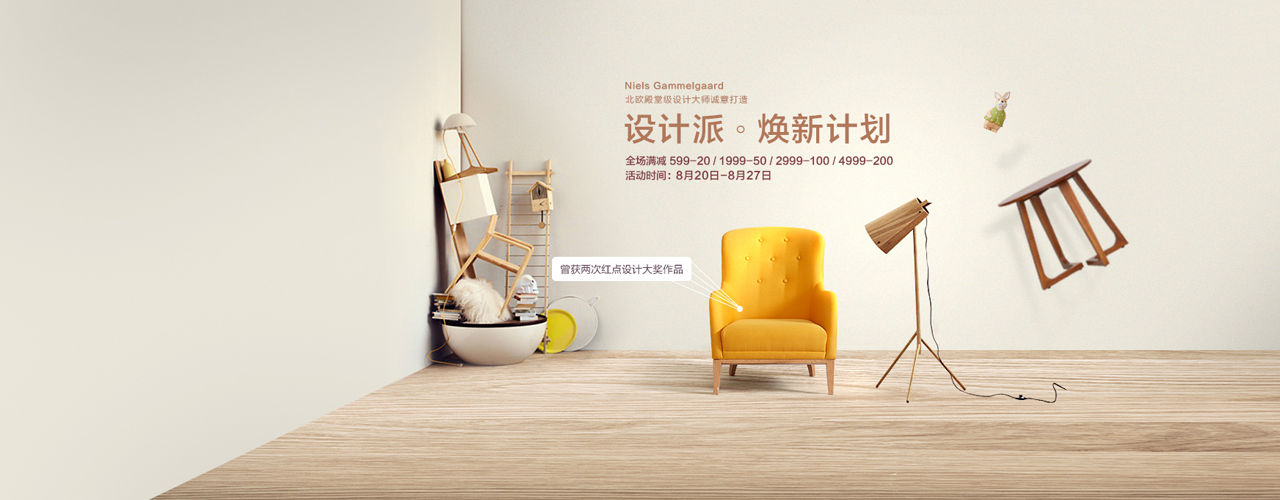 Niels Gammelgaard
北欧殿堂级设计大师诚意打造
设计派。焕新计划
全场满减 599-20 / 1999-50 / 2999-100 / 4999-200
活动时间：8月20日-8月27日
曾获两次红点设计大奖作品